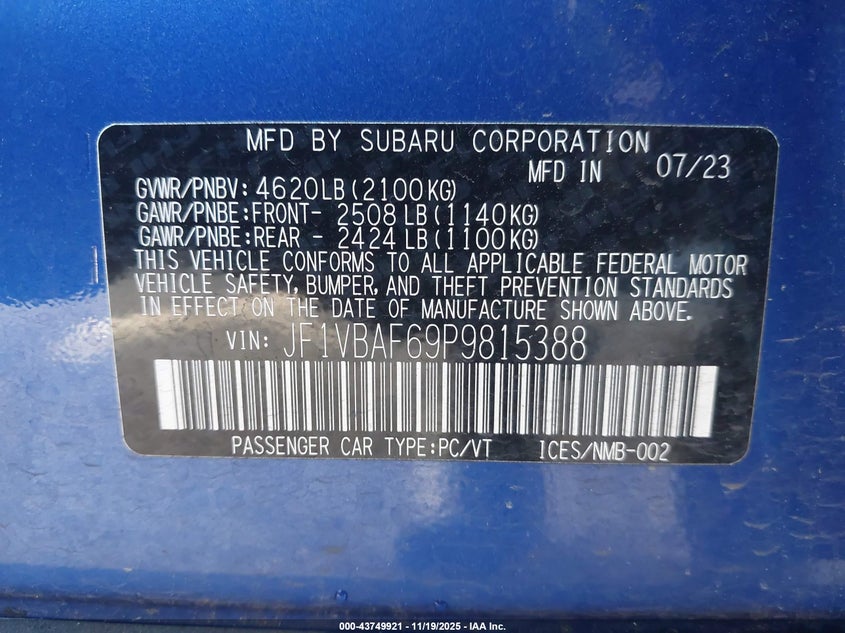 MFD BY SUBARU CORPORATION
MFD IN 07/23
GVWR/PNBV: 4620LB(2100KG)
GAWR/PNBE:FRONT- 2508 LB(1140KG)
GAWR/PNBE:REAR - 2424 LB(1100KG)
THIS VEHICLE CONFORMS TO ALL APPLICABLE FEDERAL MOTOR
VEHICLE SAFETY, BUMPER, AND THEFT PREVENTION STANDARDS
IN EFFECT ON THE DATE OF MANUFACTURE SHOWN ABOVE.
VIN: JF1VBAF69P9815388
PASSENGER CAR TYPE:PC/VT ICES/NMB-002
000-43749921 - 11/19/2025 - IAA Inc.